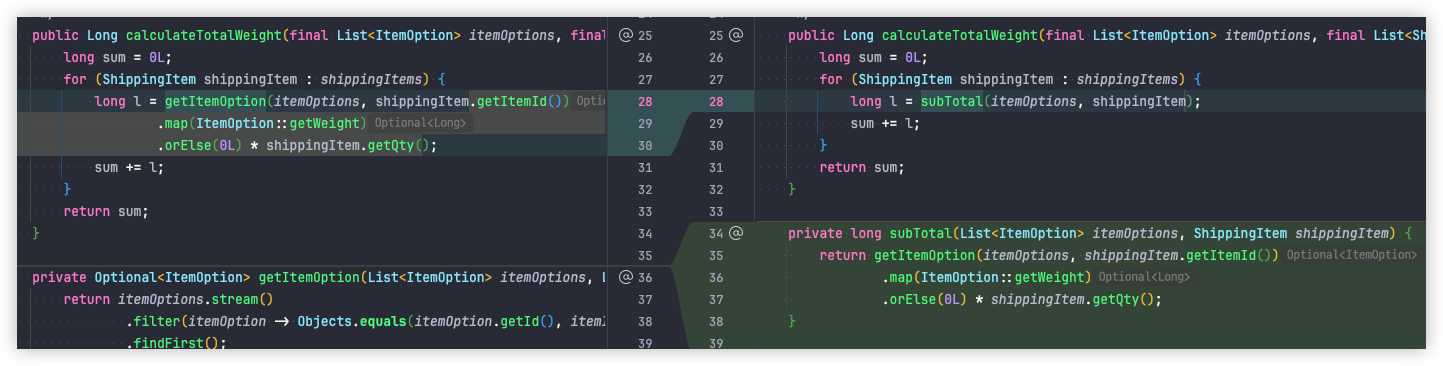 public Long calculateTotalWeight(final List<ItemOption> itemOptions, final
long sum = 0L;
for (ShippingItem shippingItem : shippingItems) {
long l = getItemOption(itemOptions, shippingItem.getItemId()) Optio
.map(ItemOption::getWeight) Optional<Long>
.orElse(0L) * shippingItem.getQty();
sum += l;
}
return sum;
}
private Optional<ItemOption> getItemOption(List<ItemOption> itemOptions, L
return itemOptions.stream()
.filter(itemOption -> Objects.equals(itemOption.getId(), itemI
.findFirst();
25 25
26 26
27 27
28 28
29 29
30 30
31 31
32 32
33 33
34 34
35 35
36 36
37 37
38 38
39 39
public Long calculateTotalWeight(final List<ItemOption> itemOptions, final List<Sh
long sum = 0L;
for (ShippingItem shippingItem : shippingItems) {
long l = subTotal(itemOptions, shippingItem);
sum += l;
}
return sum;
}
private long subTotal(List<ItemOption> itemOptions, ShippingItem shippingItem) {
return getItemOption(itemOptions, shippingItem.getItemId()) Optional<ItemOption>
.map(ItemOption::getWeight) Optional<Long>
.orElse(0L) * shippingItem.getQty();
}